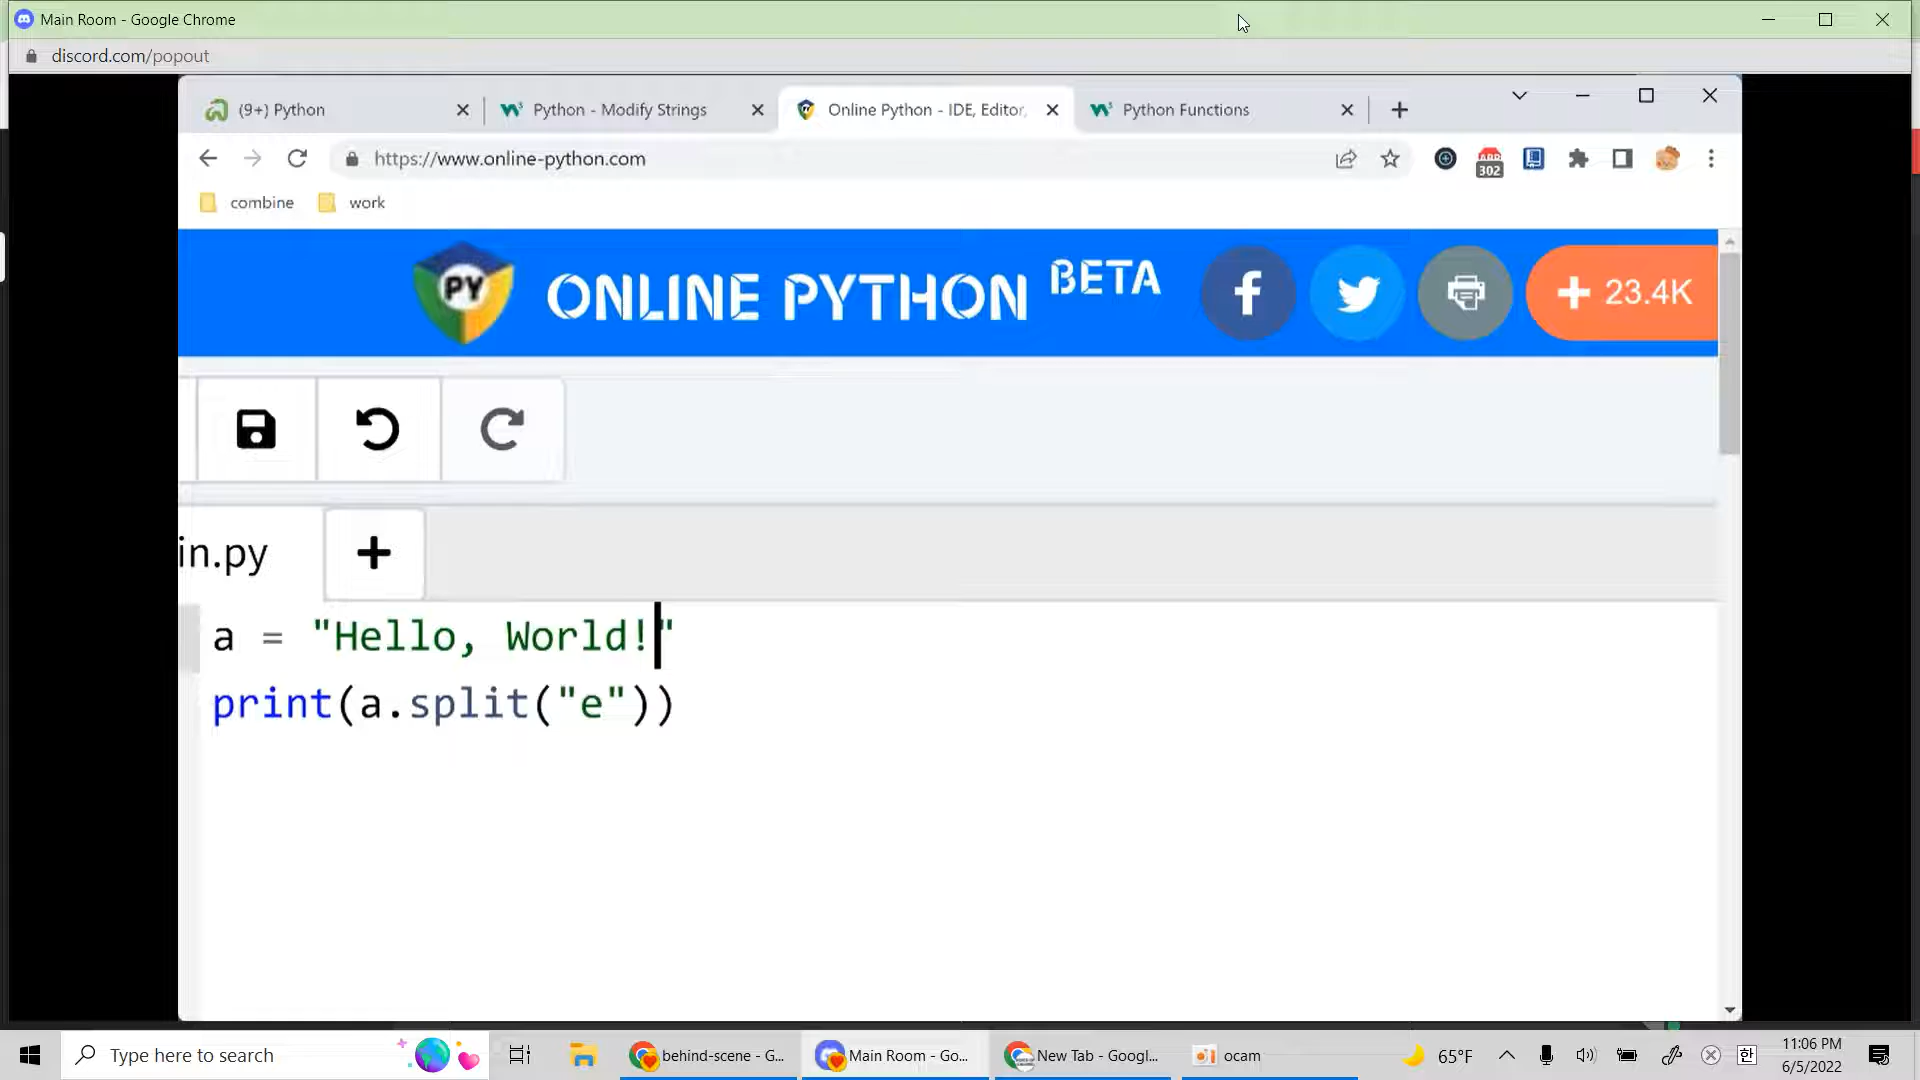 Main Room - Google Chrome
discord.com/popout
(9+) Python
Python - Modify Strings
Online Python - IDE, Editor,
Python Functions
https://www.online-python.com
302
combine
work
PY
ONLINE PYTHON BETA
23.4K
in.py
a = "Hello, World!"
print(a.split("e"))
Type here to search
behind-scene - G...
Main Room - Go...
New Tab - Googl...
ocam
65°F
한
11:06 PM
6/5/2022